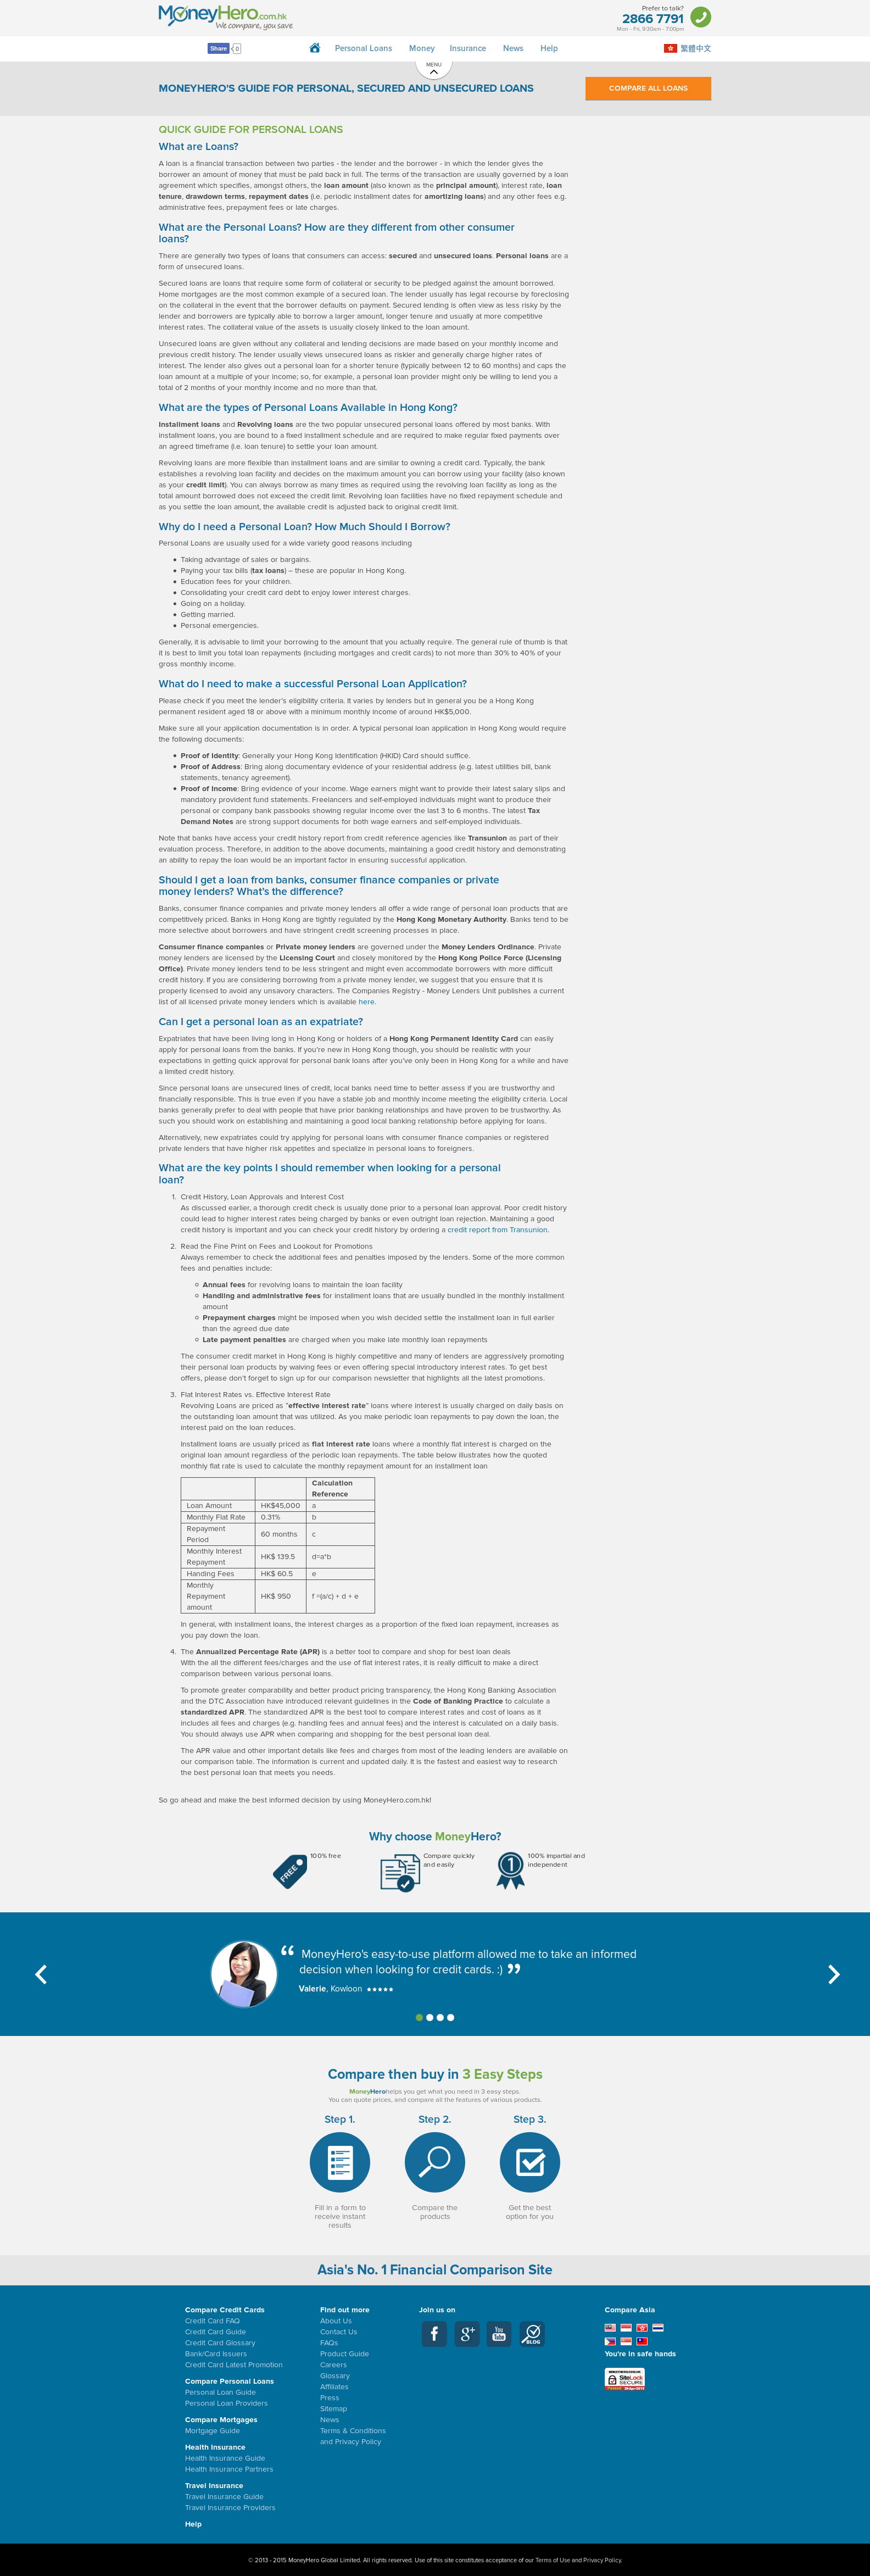 MoneyHero.com.hk
We compare, you save
Prefer to talk?
2866 7791
Mon - Fri, 9:30am - 7:00pm
Share 0
Personal Loans Money Insurance News Help
繁體中文
MENU
MONEYHERO'S GUIDE FOR PERSONAL, SECURED AND UNSECURED LOANS
COMPARE ALL LOANS
QUICK GUIDE FOR PERSONAL LOANS
What are Loans?
A loan is a financial transaction between two parties - the lender and the borrower - in which the lender gives the
borrower an amount of money that must be paid back in full. The terms of the transaction are usually governed by a loan
agreement which specifies, amongst others, the loan amount (also known as the principal amount), interest rate, loan
tenure, drawdown terms, repayment dates (i.e. periodic installment dates for amortizing loans) and any other fees e.g.
administrative fees, prepayment fees or late charges.
What are the Personal Loans? How are they different from other consumer
loans?
There are generally two types of loans that consumers can access: secured and unsecured loans. Personal loans are a
form of unsecured loans.
Secured loans are loans that require some form of collateral or security to be pledged against the amount borrowed.
Home mortgages are the most common example of a secured loan. The lender usually has legal recourse by foreclosing
on the collateral in the event that the borrower defaults on payment. Secured lending is often view as less risky by the
lender and borrowers are typically able to borrow a larger amount, longer tenure and usually at more competitive
interest rates. The collateral value of the assets is usually closely linked to the loan amount.
Unsecured loans are given without any collateral and lending decisions are made based on your monthly income and
previous credit history. The lender usually views unsecured loans as riskier and generally charge higher rates of
interest. The lender also gives out a personal loan for a shorter tenure (typically between 12 to 60 months) and caps the
loan amount at a multiple of your income; so, for example, a personal loan provider might only be willing to lend you a
total of 2 months of your monthly income and no more than that.
What are the types of Personal Loans Available in Hong Kong?
Installment loans and Revolving loans are the two popular unsecured personal loans offered by most banks. With
installment loans, you are bound to a fixed installment schedule and are required to make regular fixed payments over
an agreed timeframe (i.e. loan tenure) to settle your loan amount.
Revolving loans are more flexible than installment loans and are similar to owning a credit card. Typically, the bank
establishes a revolving loan facility and decides on the maximum amount you can borrow using your facility (also known
as your credit limit). You can always borrow as many times as required using the revolving loan facility as long as the
total amount borrowed does not exceed the credit limit. Revolving loan facilities have no fixed repayment schedule and
as you settle the loan amount, the available credit is adjusted back to original credit limit.
Why do I need a Personal Loan? How Much Should I Borrow?
Personal Loans are usually used for a wide variety good reasons including
Taking advantage of sales or bargains.
Paying your tax bills (tax loans) – these are popular in Hong Kong.
Education fees for your children.
Consolidating your credit card debt to enjoy lower interest charges.
Going on a holiday.
Getting married.
Personal emergencies.
Generally, it is advisable to limit your borrowing to the amount that you actually require. The general rule of thumb is that
it is best to limit you total loan repayments (including mortgages and credit cards) to not more than 30% to 40% of your
gross monthly income.
What do I need to make a successful Personal Loan Application?
Please check if you meet the lender's eligibility criteria. It varies by lenders but in general you be a Hong Kong
permanent resident aged 18 or above with a minimum monthly income of around HK$5,000.
Make sure all your application documentation is in order. A typical personal loan application in Hong Kong would require
the following documents:
Proof of Identity: Generally your Hong Kong Identification (HKID) Card should suffice.
Proof of Address: Bring along documentary evidence of your residential address (e.g. latest utilities bill, bank
statements, tenancy agreement).
Proof of Income: Bring evidence of your income. Wage earners might want to provide their latest salary slips and
mandatory provident fund statements. Freelancers and self-employed individuals might want to produce their
personal or company bank passbooks showing regular income over the last 3 to 6 months. The latest Tax
Demand Notes are strong support documents for both wage earners and self-employed individuals.
Note that banks have access your credit history report from credit reference agencies like Transunion as part of their
evaluation process. Therefore, in addition to the above documents, maintaining a good credit history and demonstrating
an ability to repay the loan would be an important factor in ensuring successful application.
Should I get a loan from banks, consumer finance companies or private
money lenders? What's the difference?
Banks, consumer finance companies and private money lenders all offer a wide range of personal loan products that are
competitively priced. Banks in Hong Kong are tightly regulated by the Hong Kong Monetary Authority. Banks tend to be
more selective about borrowers and have stringent credit screening processes in place.
Consumer finance companies or Private money lenders are governed under the Money Lenders Ordinance. Private
money lenders are licensed by the Licensing Court and closely monitored by the Hong Kong Police Force (Licensing
Office). Private money lenders tend to be less stringent and might even accommodate borrowers with more difficult
credit history. If you are considering borrowing from a private money lender, we suggest that you ensure that it is
properly licensed to avoid any unsavory characters. The Companies Registry - Money Lenders Unit publishes a current
list of all licensed private money lenders which is available here.
Can I get a personal loan as an expatriate?
Expatriates that have been living long in Hong Kong or holders of a Hong Kong Permanent Identity Card can easily
apply for personal loans from the banks. If you're new in Hong Kong though, you should be realistic with your
expectations in getting quick approval for personal bank loans after you've only been in Hong Kong for a while and have
a limited credit history.
Since personal loans are unsecured lines of credit, local banks need time to better assess if you are trustworthy and
financially responsible. This is true even if you have a stable job and monthly income meeting the eligibility criteria. Local
banks generally prefer to deal with people that have prior banking relationships and have proven to be trustworthy. As
such you should work on establishing and maintaining a good local banking relationship before applying for loans.
Alternatively, new expatriates could try applying for personal loans with consumer finance companies or registered
private lenders that have higher risk appetites and specialize in personal loans to foreigners.
What are the key points I should remember when looking for a personal
loan?
1. Credit History, Loan Approvals and Interest Cost
As discussed earlier, a thorough credit check is usually done prior to a personal loan approval. Poor credit history
could lead to higher interest rates being charged by banks or even outright loan rejection. Maintaining a good
credit history is important and you can check your credit history by ordering a credit report from Transunion.
2. Read the Fine Print on Fees and Lookout for Promotions
Always remember to check the additional fees and penalties imposed by the lenders. Some of the more common
fees and penalties include:
Annual fees for revolving loans to maintain the loan facility
Handling and administrative fees for installment loans that are usually bundled in the monthly installment
amount
Prepayment charges might be imposed when you wish decided settle the installment loan in full earlier
than the agreed due date
Late payment penalties are charged when you make late monthly loan repayments
The consumer credit market in Hong Kong is highly competitive and many of lenders are aggressively promoting
their personal loan products by waiving fees or even offering special introductory interest rates. To get best
offers, please don't forget to sign up for our comparison newsletter that highlights all the latest promotions.
3. Flat Interest Rates vs. Effective Interest Rate
Revolving Loans are priced as "effective interest rate" loans where interest is usually charged on daily basis on
the outstanding loan amount that was utilized. As you make periodic loan repayments to pay down the loan, the
interest paid on the loan reduces.
Installment loans are usually priced as flat interest rate loans where a monthly flat interest is charged on the
original loan amount regardless of the periodic loan repayments. The table below illustrates how the quoted
monthly flat rate is used to calculate the monthly repayment amount for an installment loan
Calculation
Reference
Loan Amount HK$45,000 a
Monthly Flat Rate 0.31% b
Repayment
Period 60 months c
Monthly Interest
Repayment HK$ 139.5 d=a*b
Handing Fees HK$ 60.5 e
Monthly
Repayment HK$ 950 f =(a/c) + d + e
amount
In general, with installment loans, the interest charges as a proportion of the fixed loan repayment, increases as
you pay down the loan.
4. The Annualized Percentage Rate (APR) is a better tool to compare and shop for best loan deals
With the all the different fees/charges and the use of flat interest rates, it is really difficult to make a direct
comparison between various personal loans.
To promote greater comparability and better product pricing transparency, the Hong Kong Banking Association
and the DTC Association have introduced relevant guidelines in the Code of Banking Practice to calculate a
standardized APR. The standardized APR is the best tool to compare interest rates and cost of loans as it
includes all fees and charges (e.g. handling fees and annual fees) and the interest is calculated on a daily basis.
You should always use APR when comparing and shopping for the best personal loan deal.
The APR value and other important details like fees and charges from most of the leading lenders are available on
our comparison table. The information is current and updated daily. It is the fastest and easiest way to research
the best personal loan that meets you needs.
So go ahead and make the best informed decision by using MoneyHero.com.hk!
Why choose MoneyHero?
FREE
100% free
Compare quickly
and easily
1
100% impartial and
independent
“ MoneyHero's easy-to-use platform allowed me to take an informed
decision when looking for credit cards. :) ”
Valerie, Kowloon
Compare then buy in 3 Easy Steps
MoneyHerohelps you get what you need in 3 easy steps.
You can quote prices, and compare all the features of various products.
Step 1. Step 2. Step 3.
Fill in a form to
receive instant
results
Compare the
products
Get the best
option for you
Asia's No. 1 Financial Comparison Site
Compare Credit Cards
Credit Card FAQ
Credit Card Guide
Credit Card Glossary
Bank/Card Issuers
Credit Card Latest Promotion
Compare Personal Loans
Personal Loan Guide
Personal Loan Providers
Compare Mortgages
Mortgage Guide
Health Insurance
Health Insurance Guide
Health Insurance Partners
Travel Insurance
Travel Insurance Guide
Travel Insurance Providers
Help
Find out more
About Us
Contact Us
FAQs
Product Guide
Careers
Glossary
Affiliates
Press
Sitemap
News
Terms & Conditions
and Privacy Policy
Join us on
f g+ You Tube BLOG
Compare Asia
You're in safe hands
SiteLock
SECURE
© 2013 - 2015 MoneyHero Global Limited. All rights reserved. Use of this site constitutes acceptance of our Terms of Use and Privacy Policy.